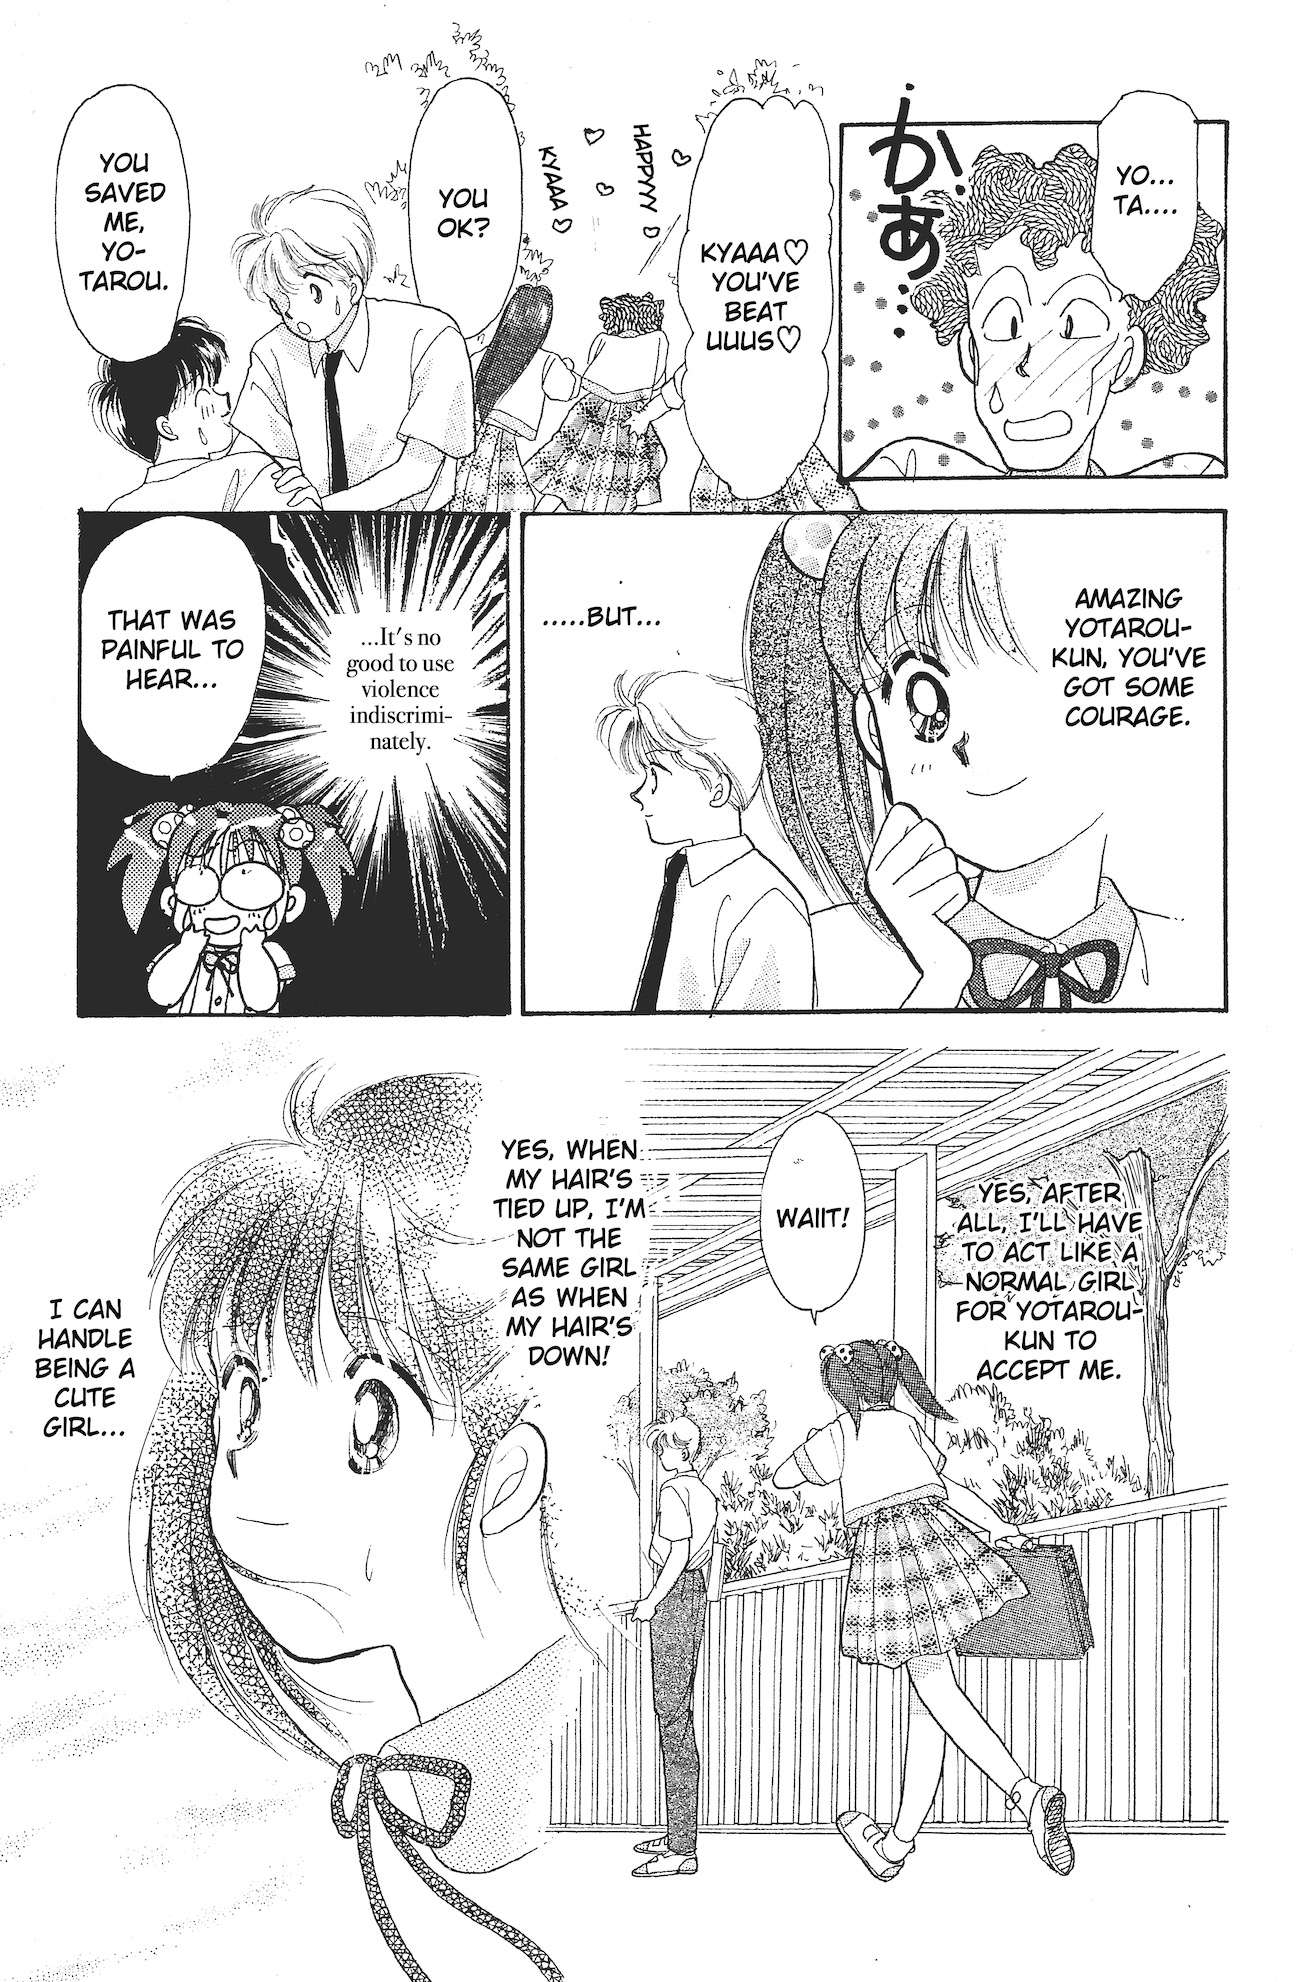 YO...
TA....
かあ...
KYAAA♡
YOU'VE
BEAT
UUUS♡
HAPPYY ♡
KYAAA♡
YOU
OK?
YOU
SAVED
ME,
YO-
TAROU.
AMAZING
YOTAROU-
KUN, YOU'VE
GOT SOME
COURAGE.
.....BUT...
...It's no
good to use
violence
indiscrimi-
nately.
THAT WAS
PAINFUL TO
HEAR...
YES, AFTER
ALL, I'LL HAVE
TO ACT LIKE A
NORMAL GIRL
FOR YOTAROU-
KUN TO
ACCEPT ME.
WAIIT!
YES, WHEN
MY HAIR'S
TIED UP, I'M
NOT THE
SAME GIRL
AS WHEN
MY HAIR'S
DOWN!
I CAN
HANDLE
BEING A
CUTE
GIRL...